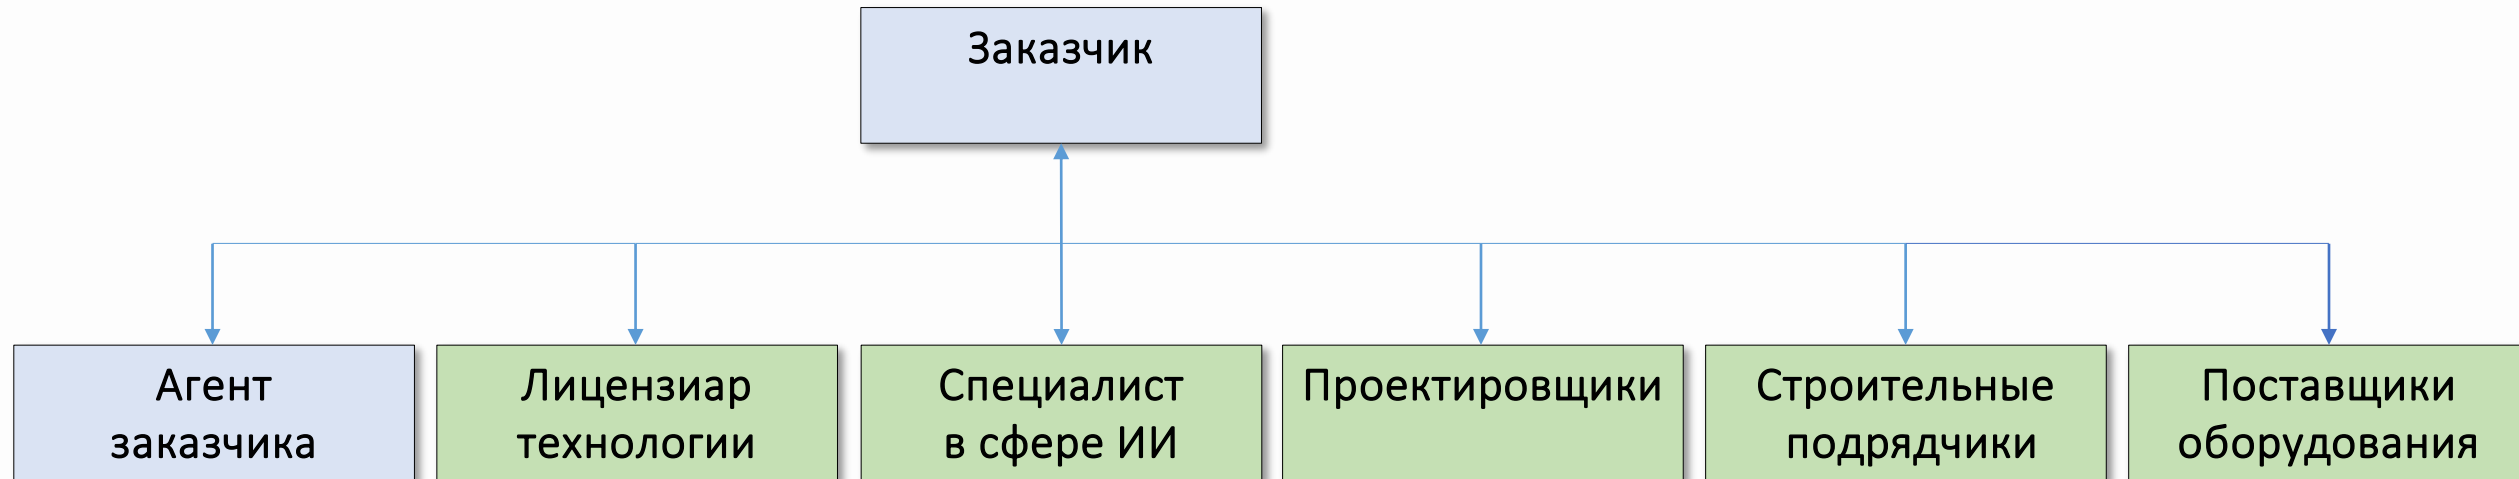 Заказчик
Агент
заказчика
Лицензиар
технологии
Специалист
в сфере ИИ
Проектировщики
Строительные
подрядчики
Поставщики
оборудования